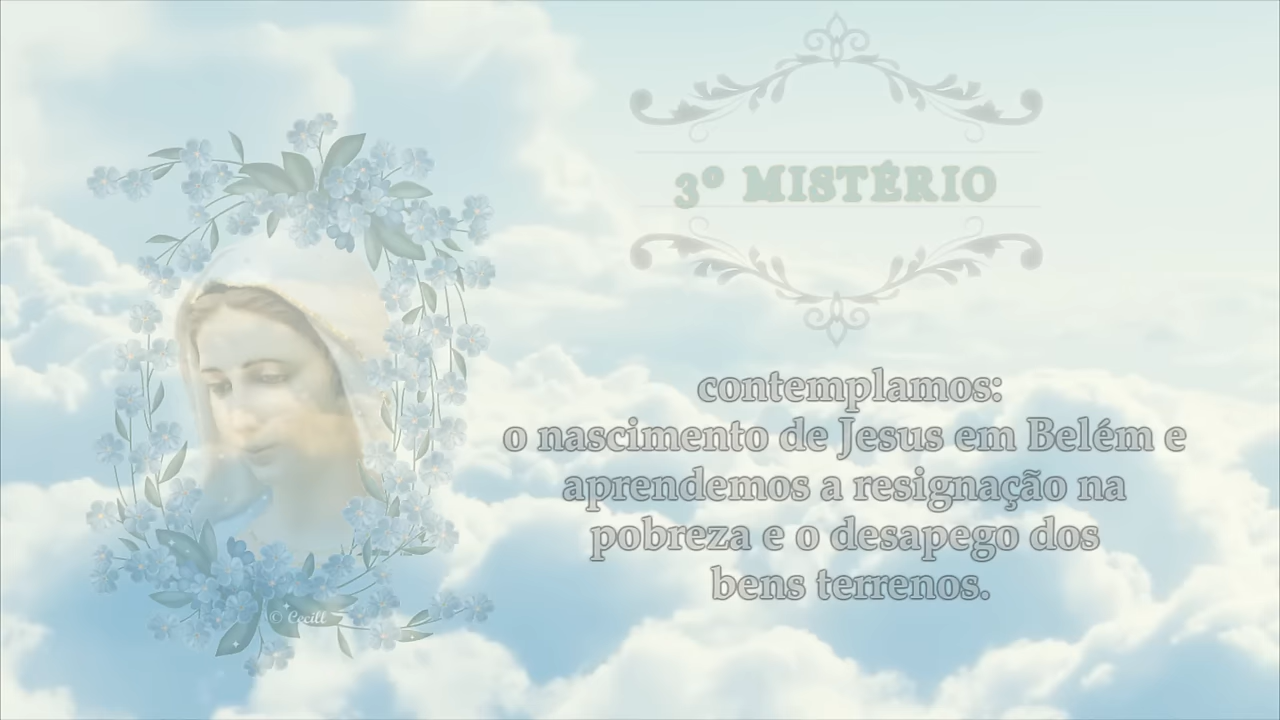 3º MISTÉRIO
contemplamos:
o nascimento de Jesus em Belém e
aprendemos a resignação na
pobreza e o desapego dos
bens terrenos.
© Cecill